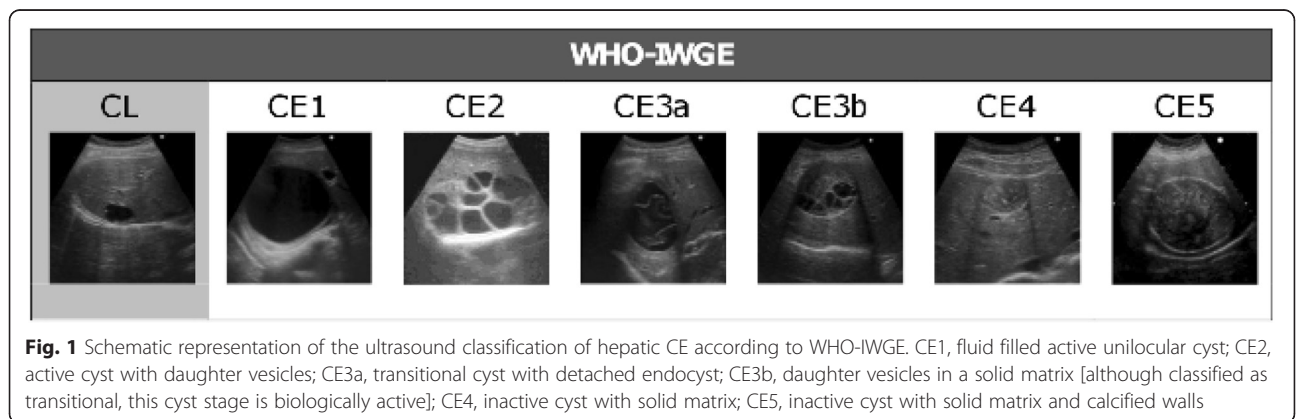 WHO-IWGE
CL CE1 CE2 CE3a CE3b CE4 CE5
Fig. 1 Schematic representation of the ultrasound classification of hepatic CE according to WHO-IWGE. CE1, fluid filled active unilocular cyst; CE2,
active cyst with daughter vesicles; CE3a, transitional cyst with detached endocyst; CE3b, daughter vesicles in a solid matrix [although classified as
transitional, this cyst stage is biologically active]; CE4, inactive cyst with solid matrix; CE5, inactive cyst with solid matrix and calcified walls